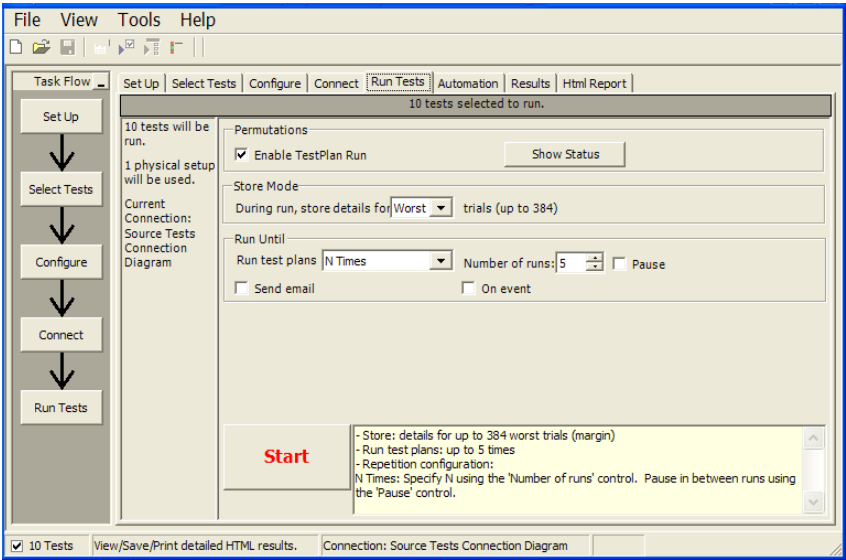 File View Tools Help
Task Flow
Set Up
Select Tests
Configure
Connect
Run Tests
Set Up Select Tests Configure Connect Run Tests Automation Results Html Report
10 tests selected to run.
10 tests will be
run.
1 physical setup
will be used.
Current
Connection:
Source Tests
Connection
Diagram
Permutations
Enable TestPlan Run Show Status
Store Mode
During run, store details for Worst trials (up to 384)
Run Until
Run test plans N Times Number of runs: 5 Pause
Send email On event
Start
- Store: details for up to 384 worst trials (margin)
- Run test plans: up to 5 times
- Repetition configuration:
N Times: Specify N using the 'Number of runs' control. Pause in between runs using
the 'Pause' control.
10 Tests View/Save/Print detailed HTML results. Connection: Source Tests Connection Diagram